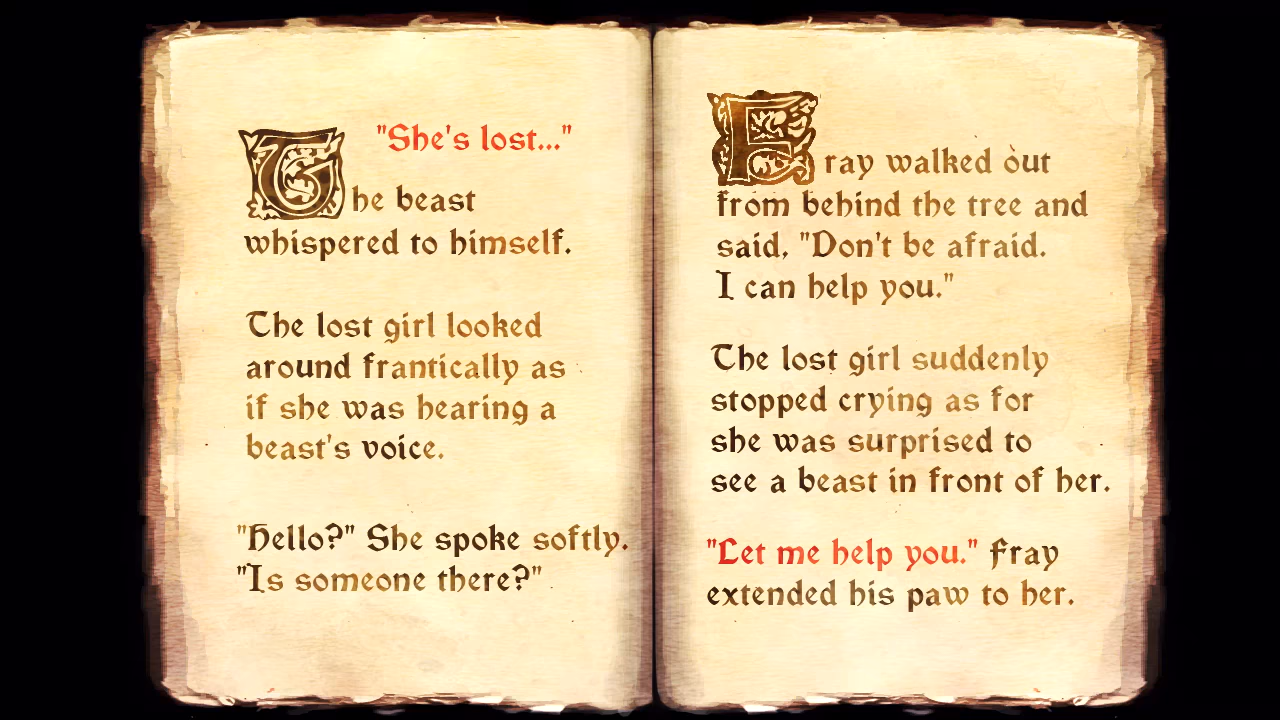 "She's lost..."
The beast
whispered to himself.
The lost girl looked
around frantically as
if she was hearing a
beast's voice.
"Hello?" She spoke softly.
"Is someone there?"
Fray walked out
from behind the tree and
said, "Don't be afraid.
I can help you."
The lost girl suddenly
stopped crying as for
she was surprised to
see a beast in front of her.
"Let me help you." Fray
extended his paw to her.